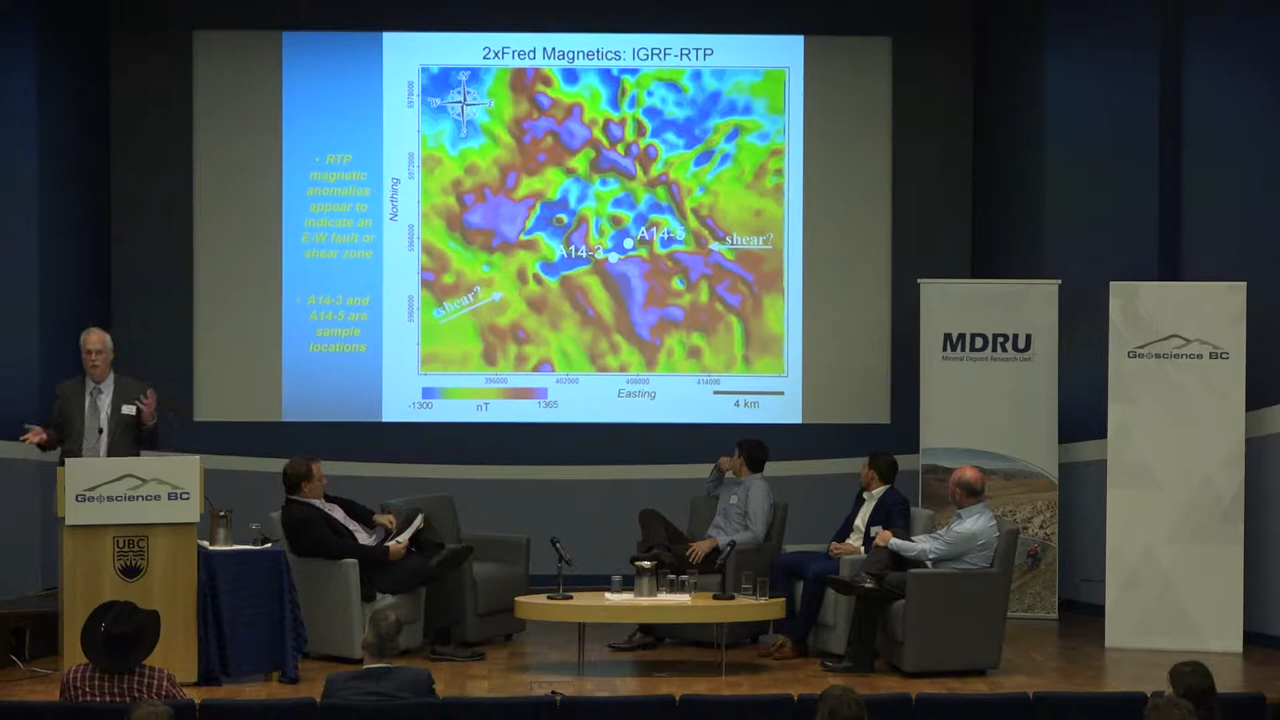 2xFred Magnetics: IGRF-RTP
N
W
E
S
• RTP
magnetic
anomalies
appear to
indicate an
E-W fault or
shear zone
• A14-3 and
A14-5 are
sample
locations
Northing
5978000
5972000
5966000
5960000
A14-5
A14-3
shear?
shear?
396000
402000
408000
414000
Easting
-1300
nT
1365
4 km
MDRU
Mineral Deposit Research Unit
Geoscience BC
Geoscience BC
UBC